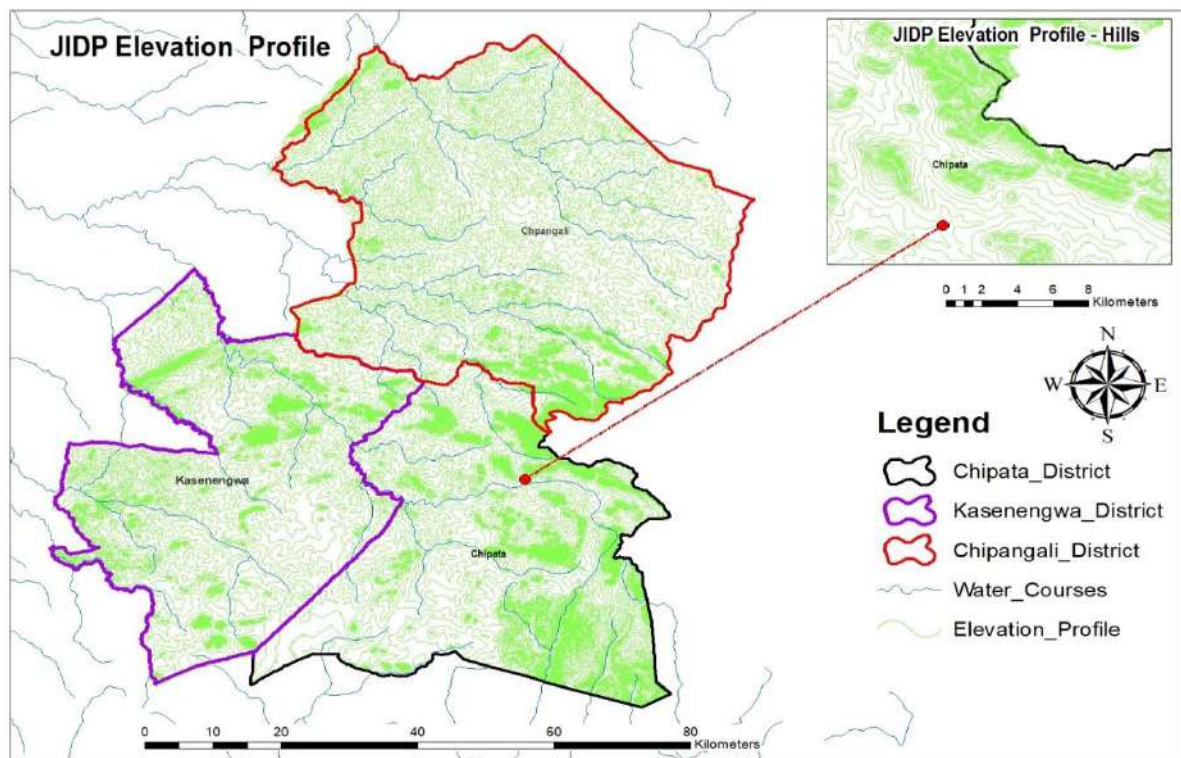 JIDP Elevation Profile
JIDP Elevation Profile - Hills
Chipata
Chpangali
0 1 2 4 6 8
Kilometers
N
W E
S
Kasenengwa
Chipata
Legend
Chipata_District
Kasenengwa_District
Chipangali_District
Water_Courses
Elevation_Profile
0 10 20 40 60 80
Kilometers